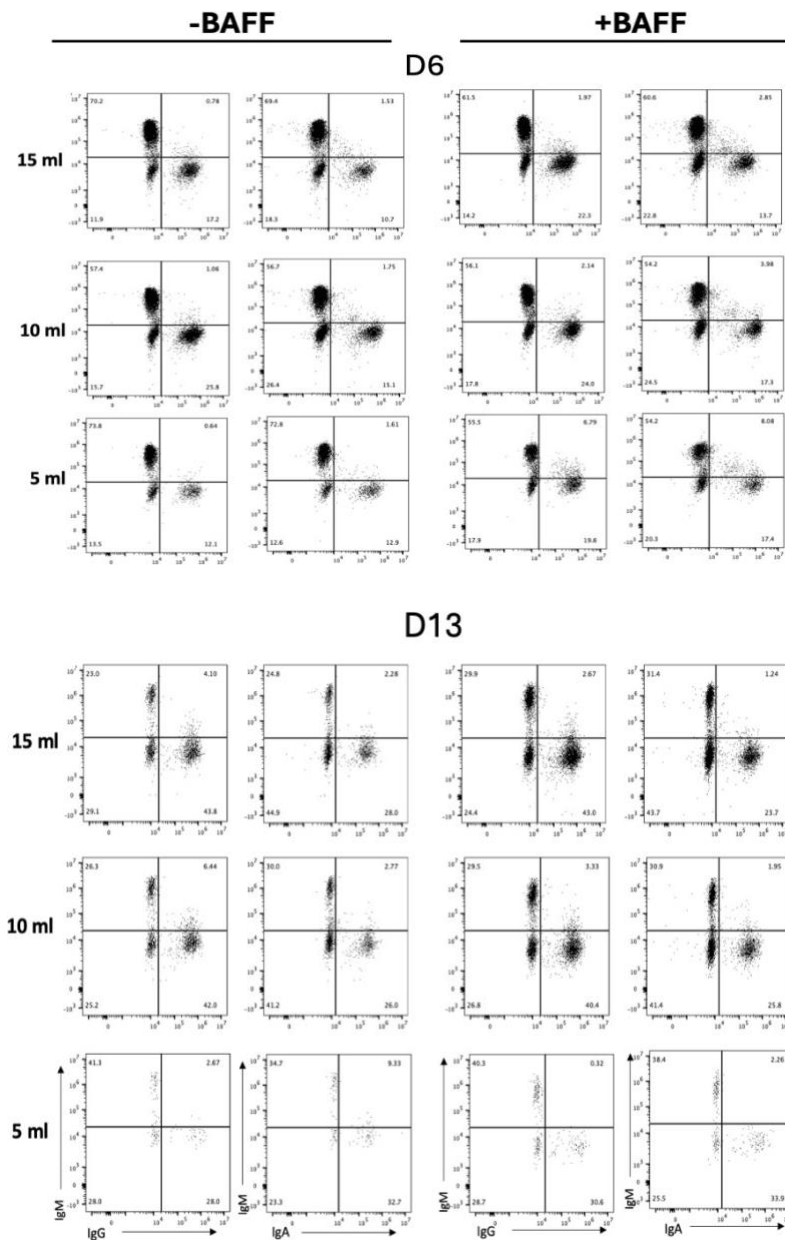 -BAFF +BAFF
D6
15 ml
70.2 0.78 69.4 1.53 61.5 1.97 60.6 2.85
11.9 17.2 18.3 10.7 14.2 22.3 22.8 13.7
10 ml
57.4 1.06 56.7 1.75 56.1 2.14 54.2 3.98
15.7 25.8 26.4 15.1 17.8 24.0 24.5 17.3
5 ml
73.8 0.64 72.8 1.61 55.5 6.79 54.2 8.08
13.5 12.1 12.6 12.9 17.9 19.8 20.3 17.4
D13
15 ml
23.0 4.10 24.8 2.28 29.9 2.67 31.4 1.24
29.1 43.8 44.9 28.0 24.4 43.0 43.7 23.7
10 ml
26.3 6.44 30.0 2.77 29.5 3.33 30.9 1.95
25.2 42.0 41.2 26.0 26.8 40.4 41.4 25.8
5 ml
41.3 2.67 34.7 9.33 40.3 0.32 38.4 2.26
28.0 28.0 23.3 32.7 28.7 30.6 25.5 33.9
IgM IgM IgM IgM
IgG IgA IgG IgA